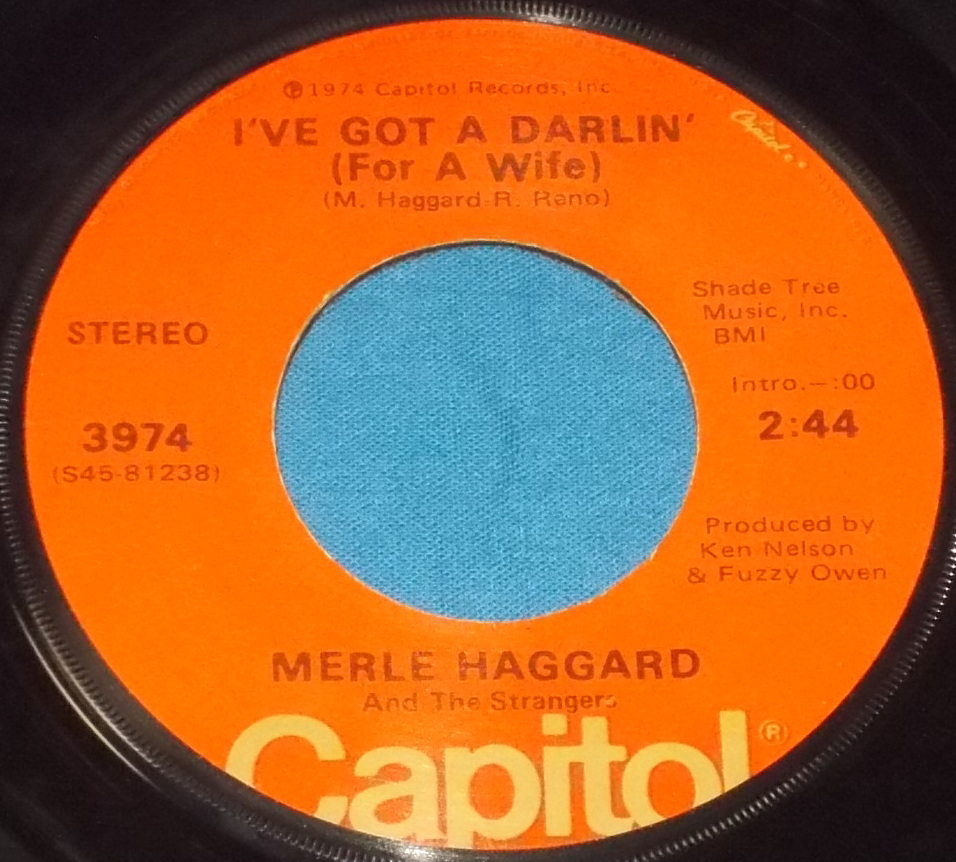 ℗1974 Capitol Records, Inc
I'VE GOT A DARLIN'
(For A Wife)
(M. Haggard-R. Reno)
Capitol
STEREO
3974
(S45-81238)
Shade Tree
Music, Inc.
BMI
Intro.–:00
2:44
Produced by
Ken Nelson
& Fuzzy Owen
MERLE HAGGARD
And The Strangers
Capitol®